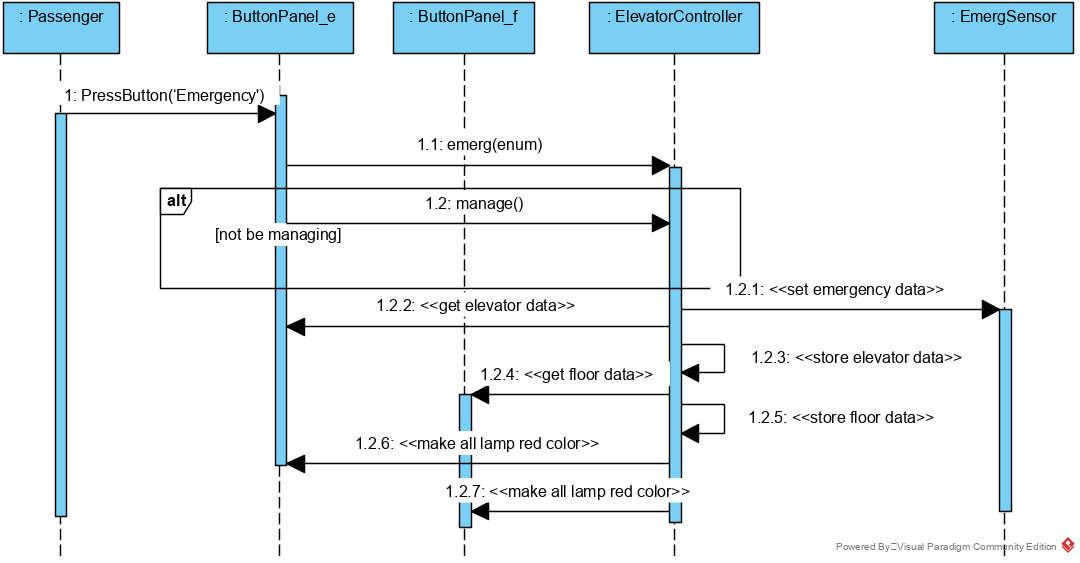 : Passenger
: ButtonPanel_e
: ButtonPanel_f
: ElevatorController
: EmergSensor
1: PressButton(‘Emergency')
1.1: emerg(enum)
alt
1.2: manage()
[not be managing]
1.2.1: <<set emergency data>>
1.2.2: <<get elevator data>>
1.2.3: <<store elevator data>>
1.2.4: <<get floor data>>
1.2.5: <<store floor data>>
1.2.6: <<make all lamp red color>>
1.2.7: <<make all lamp red color>>
Powered By Visual Paradigm Community Edition